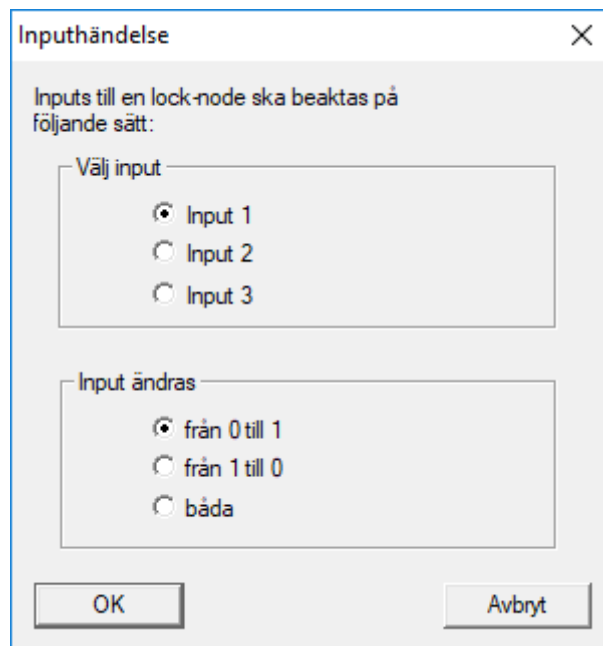 Inputhändelse
Inputs till en lock-node ska beaktas på
följande sätt:
Välj input
Input 1
Input 2
Input 3
Input ändras
från 0 till 1
från 1 till 0
båda
OK
Avbryt